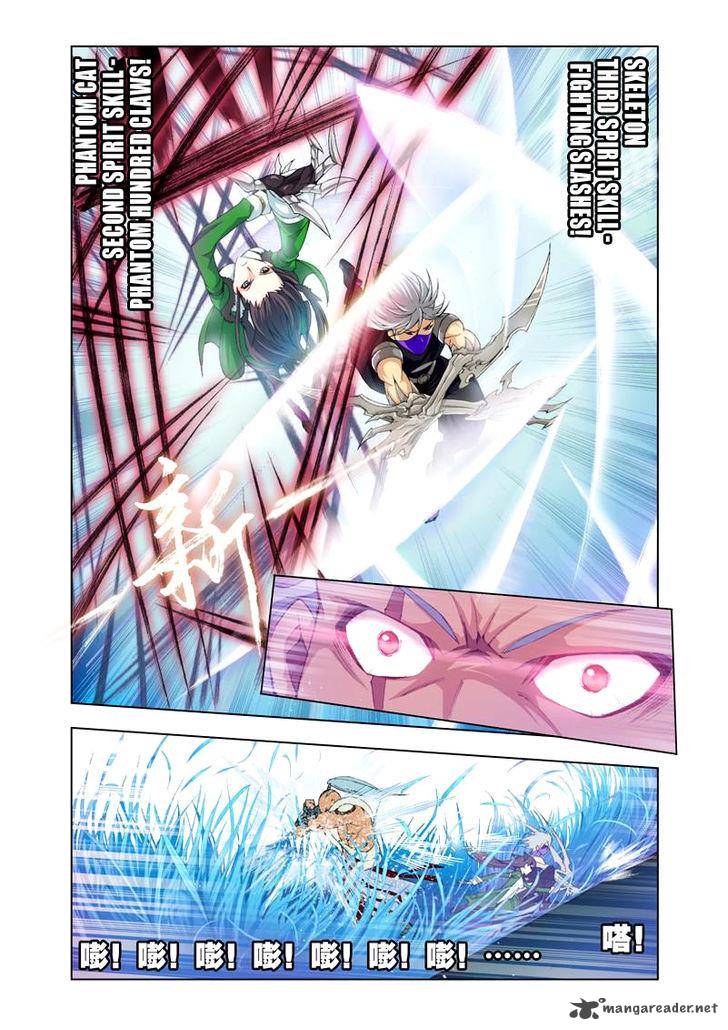 SKELETON
THIRD SPIRIT SKILL-
FIGHTING SLASHES!
PHANTOM CAT
SECOND SPIRIT SKILL-
PHANTOM HUNDRED CLAWS!
新
嘭! 嘭! 嘭! 嘭! 嘭! 嘭! 嘭! ……
嗒!
mangareader.net